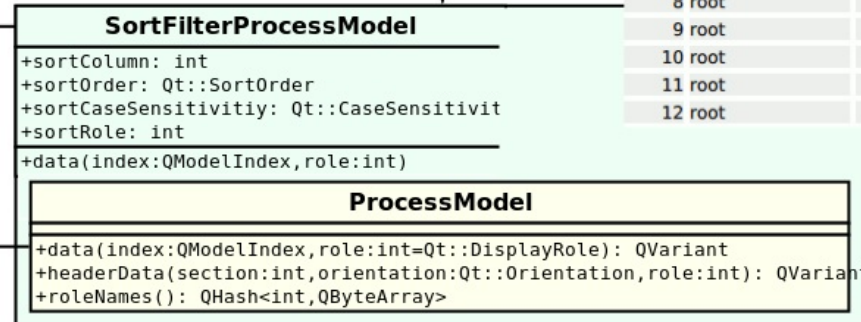 SortFilterProcessModel
+sortColumn: int
+sortOrder: Qt::SortOrder
+sortCaseSensitivitiy: Qt::CaseSensitivit
+sortRole: int
+data(index:QModelIndex,role:int)
8 root
9 root
10 root
11 root
12 root
ProcessModel
+data(index:QModelIndex,role:int=Qt::DisplayRole): QVariant
+headerData(section:int,orientation:Qt::Orientation,role:int): QVarian
+roleNames(): QHash<int,QByteArray>